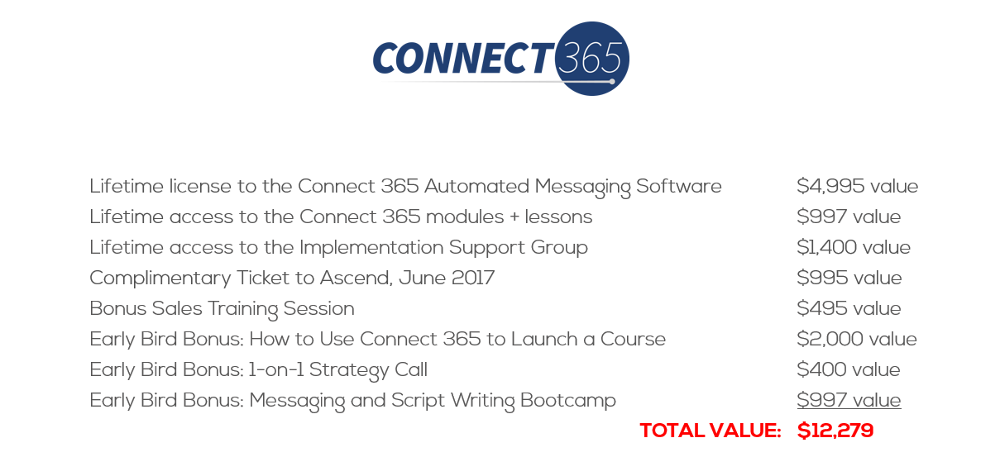 CONNECT 365
Lifetime license to the Connect 365 Automated Messaging Software $4,995 value
Lifetime access to the Connect 365 modules + lessons $997 value
Lifetime access to the Implementation Support Group $1,400 value
Complimentary Ticket to Ascend, June 2017 $995 value
Bonus Sales Training Session $495 value
Early Bird Bonus: How to Use Connect 365 to Launch a Course $2,000 value
Early Bird Bonus: 1-on-1 Strategy Call $400 value
Early Bird Bonus: Messaging and Script Writing Bootcamp $997 value
TOTAL VALUE: $12,279